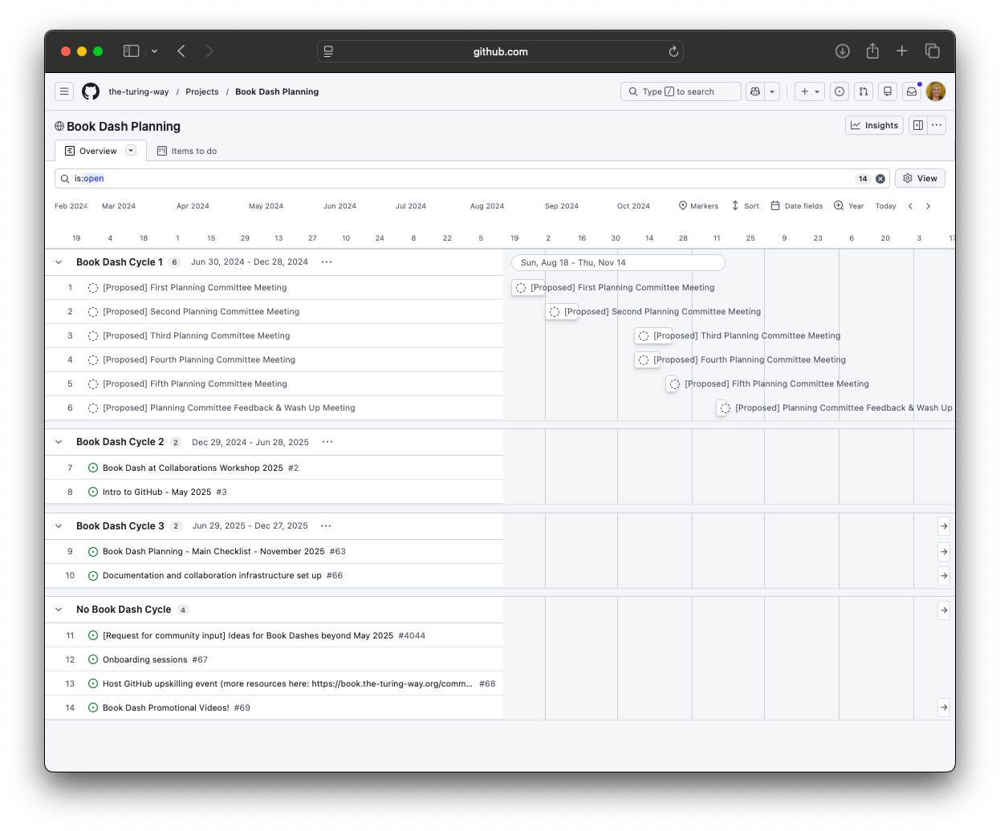 github.com
the-turing-way / Projects / Book Dash Planning
Type / to search
Book Dash Planning
Insights
Overview
Items to do
is:open
14
View
Feb 2024 Mar 2024 Apr 2024 May 2024 Jun 2024 Jul 2024 Aug 2024 Sep 2024 Oct 2024 Markers Sort Date fields Year Today
19 4 18 1 15 29 13 27 10 24 8 22 5 19 2 16 30 14 28 11 25 9 23 6 20 3 17
Book Dash Cycle 1 6 Jun 30, 2024 - Dec 28, 2024 ··· Sun, Aug 18 - Thu, Nov 14
1 [Proposed] First Planning Committee Meeting [Proposed] First Planning Committee Meeting
2 [Proposed] Second Planning Committee Meeting [Proposed] Second Planning Committee Meeting
3 [Proposed] Third Planning Committee Meeting [Proposed] Third Planning Committee Meeting
4 [Proposed] Fourth Planning Committee Meeting [Proposed] Fourth Planning Committee Meeting
5 [Proposed] Fifth Planning Committee Meeting [Proposed] Fifth Planning Committee Meeting
6 [Proposed] Planning Committee Feedback & Wash Up Meeting [Proposed] Planning Committee Feedback & Wash Up
Book Dash Cycle 2 2 Dec 29, 2024 - Jun 28, 2025 ···
7 Book Dash at Collaborations Workshop 2025 #2
8 Intro to GitHub - May 2025 #3
Book Dash Cycle 3 2 Jun 29, 2025 - Dec 27, 2025 ···
9 Book Dash Planning - Main Checklist - November 2025 #63
10 Documentation and collaboration infrastructure set up #66
No Book Dash Cycle 4
11 [Request for community input] Ideas for Book Dashes beyond May 2025 #4044
12 Onboarding sessions #67
13 Host GitHub upskilling event (more resources here: https://book.the-turing-way.org/comm... #68
14 Book Dash Promotional Videos! #69